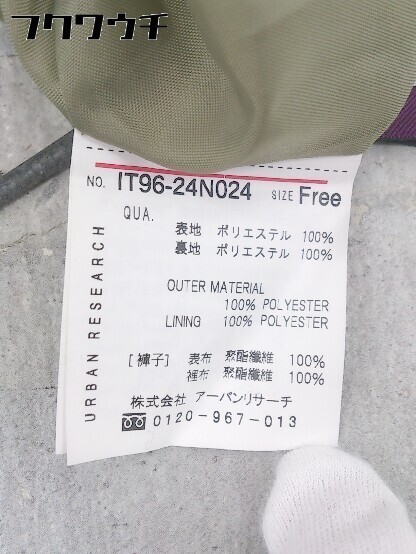 フクワウチ
NO. IT96-24N024 SIZE Free
QUA.
表地 ポリエステル 100%
裏地 ポリエステル 100%
OUTER MATERIAL
100% POLYESTER
LINING 100% POLYESTER
[褲子] 表布 聚酯纖維 100%
裡布 聚酯纖維 100%
株式会社 アーバンリサーチ
0120-967-013
URBAN RESEARCH